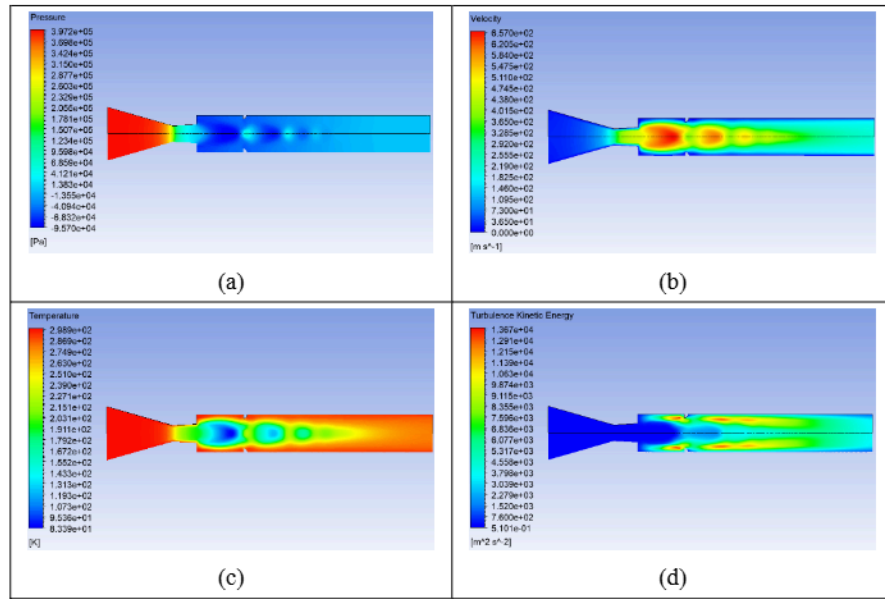 Pressure
3.972e+05
3.698e+05
3.424e+05
3.150e+05
2.877e+05
2.603e+05
2.329e+05
2.055e+05
1.781e+05
1.507e+05
1.234e+05
9.598e+04
6.859e+04
4.121e+04
1.383e+04
-1.355e+04
-4.094e+04
-6.832e+04
-9.570e+04
[Pa]
(a)
Velocity
6.570e+02
6.205e+02
5.840e+02
5.475e+02
5.110e+02
4.745e+02
4.380e+02
4.015e+02
3.650e+02
3.285e+02
2.920e+02
2.555e+02
2.190e+02
1.825e+02
1.460e+02
1.095e+02
7.300e+01
3.650e+01
0.000e+00
[m s^-1]
(b)
Temperature
2.989e+02
2.869e+02
2.749e+02
2.630e+02
2.510e+02
2.390e+02
2.271e+02
2.151e+02
2.031e+02
1.911e+02
1.792e+02
1.672e+02
1.552e+02
1.433e+02
1.313e+02
1.193e+02
1.073e+02
9.536e+01
8.339e+01
[K]
(c)
Turbulence Kinetic Energy
1.367e+04
1.291e+04
1.215e+04
1.139e+04
1.063e+04
9.874e+03
9.115e+03
8.355e+03
7.596e+03
6.836e+03
6.077e+03
5.317e+03
4.558e+03
3.798e+03
3.039e+03
2.279e+03
1.520e+03
7.600e+02
5.101e-01
[m^2 s^-2]
(d)